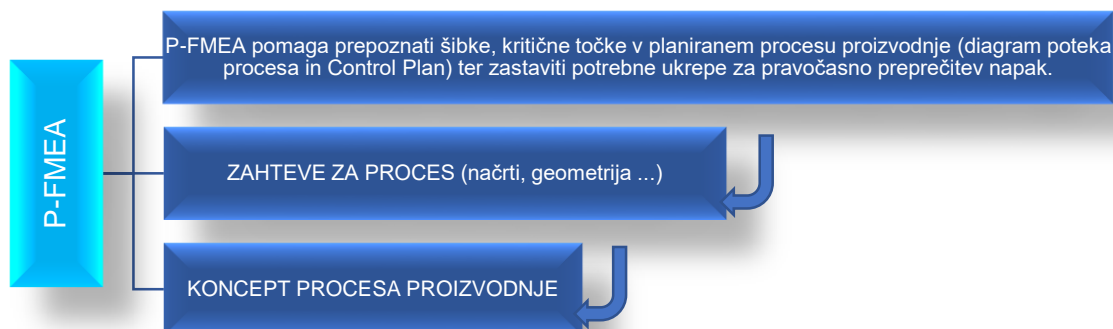 P-FMEA
P-FMEA pomaga prepoznati šibke, kritične točke v planiranem procesu proizvodnje (diagram poteka
procesa in Control Plan) ter zastaviti potrebne ukrepe za pravočasno preprečitev napak.
ZAHTEVE ZA PROCES (načrti, geometrija ...)
KONCEPT PROCESA PROIZVODNJE